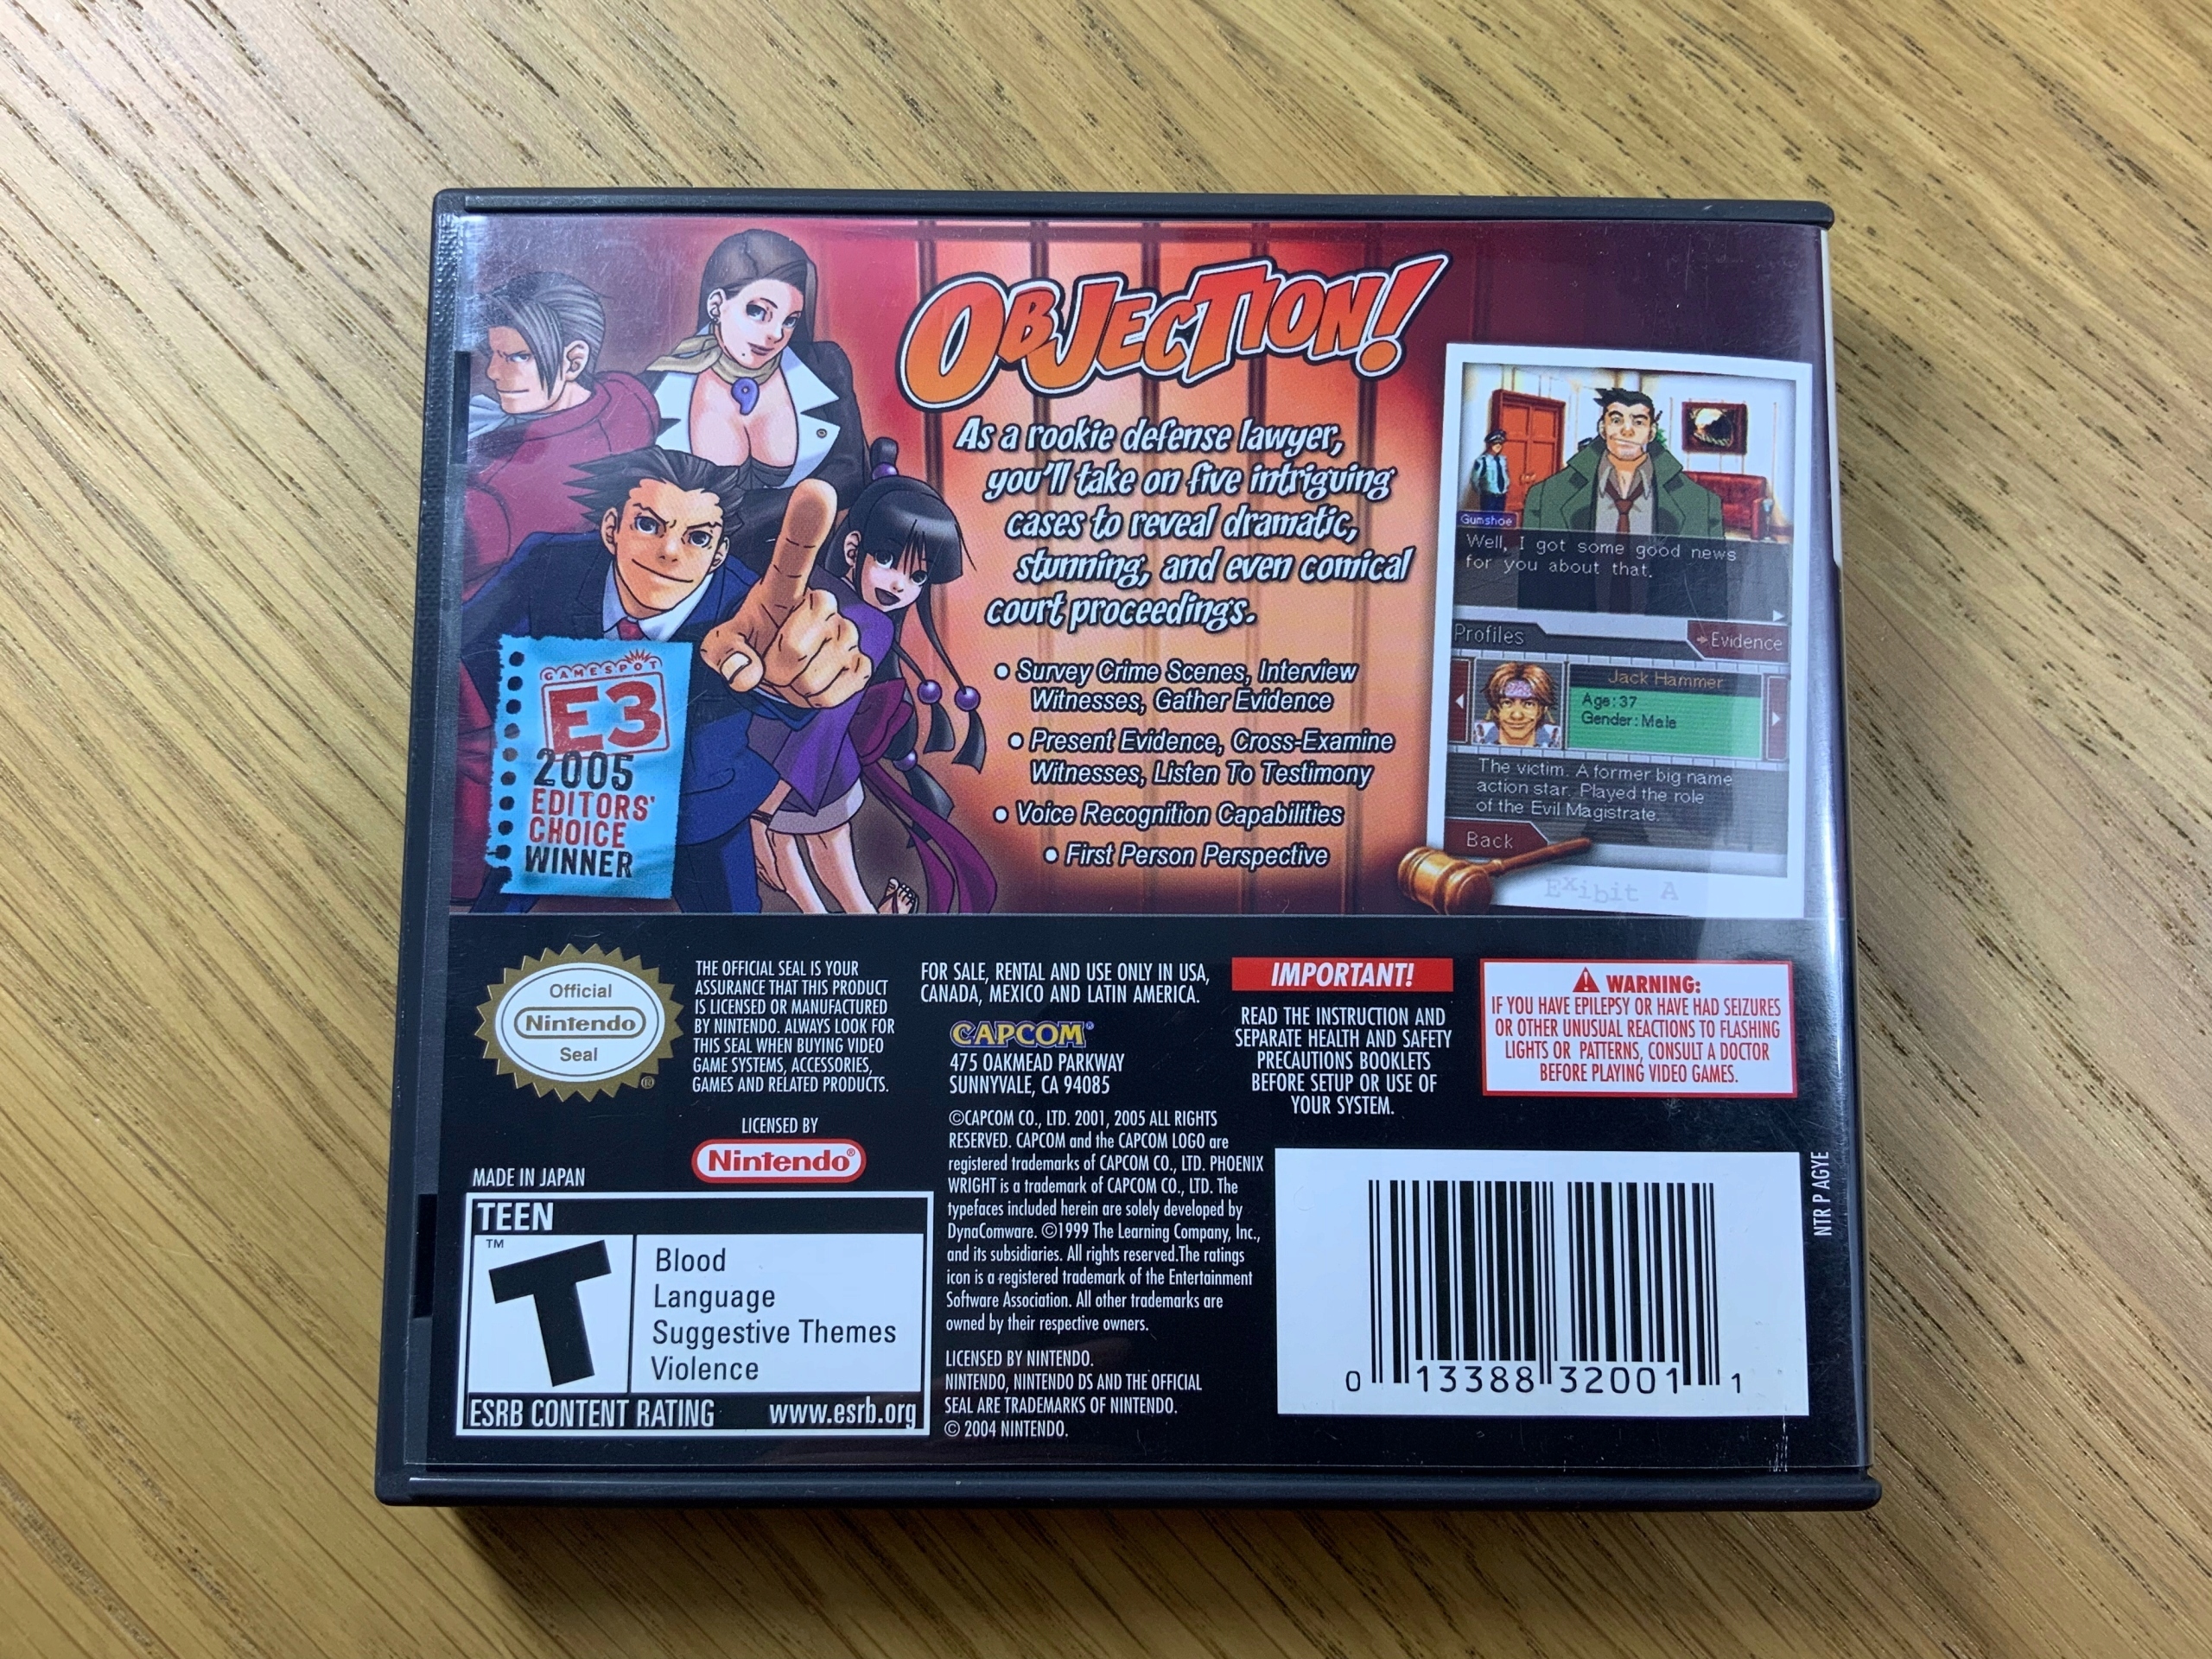 OBJECTION!
As a rookie defense lawyer,
you'll take on five intriguing
cases to reveal dramatic,
stunning, and even comical
court proceedings.
• Survey Crime Scenes, Interview
Witnesses, Gather Evidence
• Present Evidence, Cross-Examine
Witnesses, Listen To Testimony
• Voice Recognition Capabilities
• First Person Perspective
GAMESPOT
E3
2005
EDITORS'
CHOICE
WINNER
Gumshoe
Well, I got some good news
for you about that.
Profiles
Evidence
Jack Hammer
Age:37
Gender:Male
The victim. A former big-name
action star. Played the role
of the Evil Magistrate.
Back
Exibit A
Official
Nintendo
Seal
®
THE OFFICIAL SEAL IS YOUR
ASSURANCE THAT THIS PRODUCT
IS LICENSED OR MANUFACTURED
BY NINTENDO. ALWAYS LOOK FOR
THIS SEAL WHEN BUYING VIDEO
GAME SYSTEMS, ACCESSORIES,
GAMES AND RELATED PRODUCTS.
LICENSED BY
Nintendo®
MADE IN JAPAN
TEEN
T
™
Blood
Language
Suggestive Themes
Violence
ESRB CONTENT RATING www.esrb.org
FOR SALE, RENTAL AND USE ONLY IN USA,
CANADA, MEXICO AND LATIN AMERICA.
CAPCOM®
475 OAKMEAD PARKWAY
SUNNYVALE, CA 94085
©CAPCOM CO., LTD. 2001, 2005 ALL RIGHTS
RESERVED. CAPCOM and the CAPCOM LOGO are
registered trademarks of CAPCOM CO., LTD. PHOENIX
WRIGHT is a trademark of CAPCOM CO., LTD. The
typefaces included herein are solely developed by
DynaComware. ©1999 The Learning Company, Inc.,
and its subsidiaries. All rights reserved.The ratings
icon is a registered trademark of the Entertainment
Software Association. All other trademarks are
owned by their respective owners.
LICENSED BY NINTENDO.
NINTENDO, NINTENDO DS AND THE OFFICIAL
SEAL ARE TRADEMARKS OF NINTENDO.
© 2004 NINTENDO.
IMPORTANT!
READ THE INSTRUCTION AND
SEPARATE HEALTH AND SAFETY
PRECAUTIONS BOOKLETS
BEFORE SETUP OR USE OF
YOUR SYSTEM.
WARNING:
IF YOU HAVE EPILEPSY OR HAVE HAD SEIZURES
OR OTHER UNUSUAL REACTIONS TO FLASHING
LIGHTS OR PATTERNS, CONSULT A DOCTOR
BEFORE PLAYING VIDEO GAMES.
0 13388 32001 1
NTR P AGYE